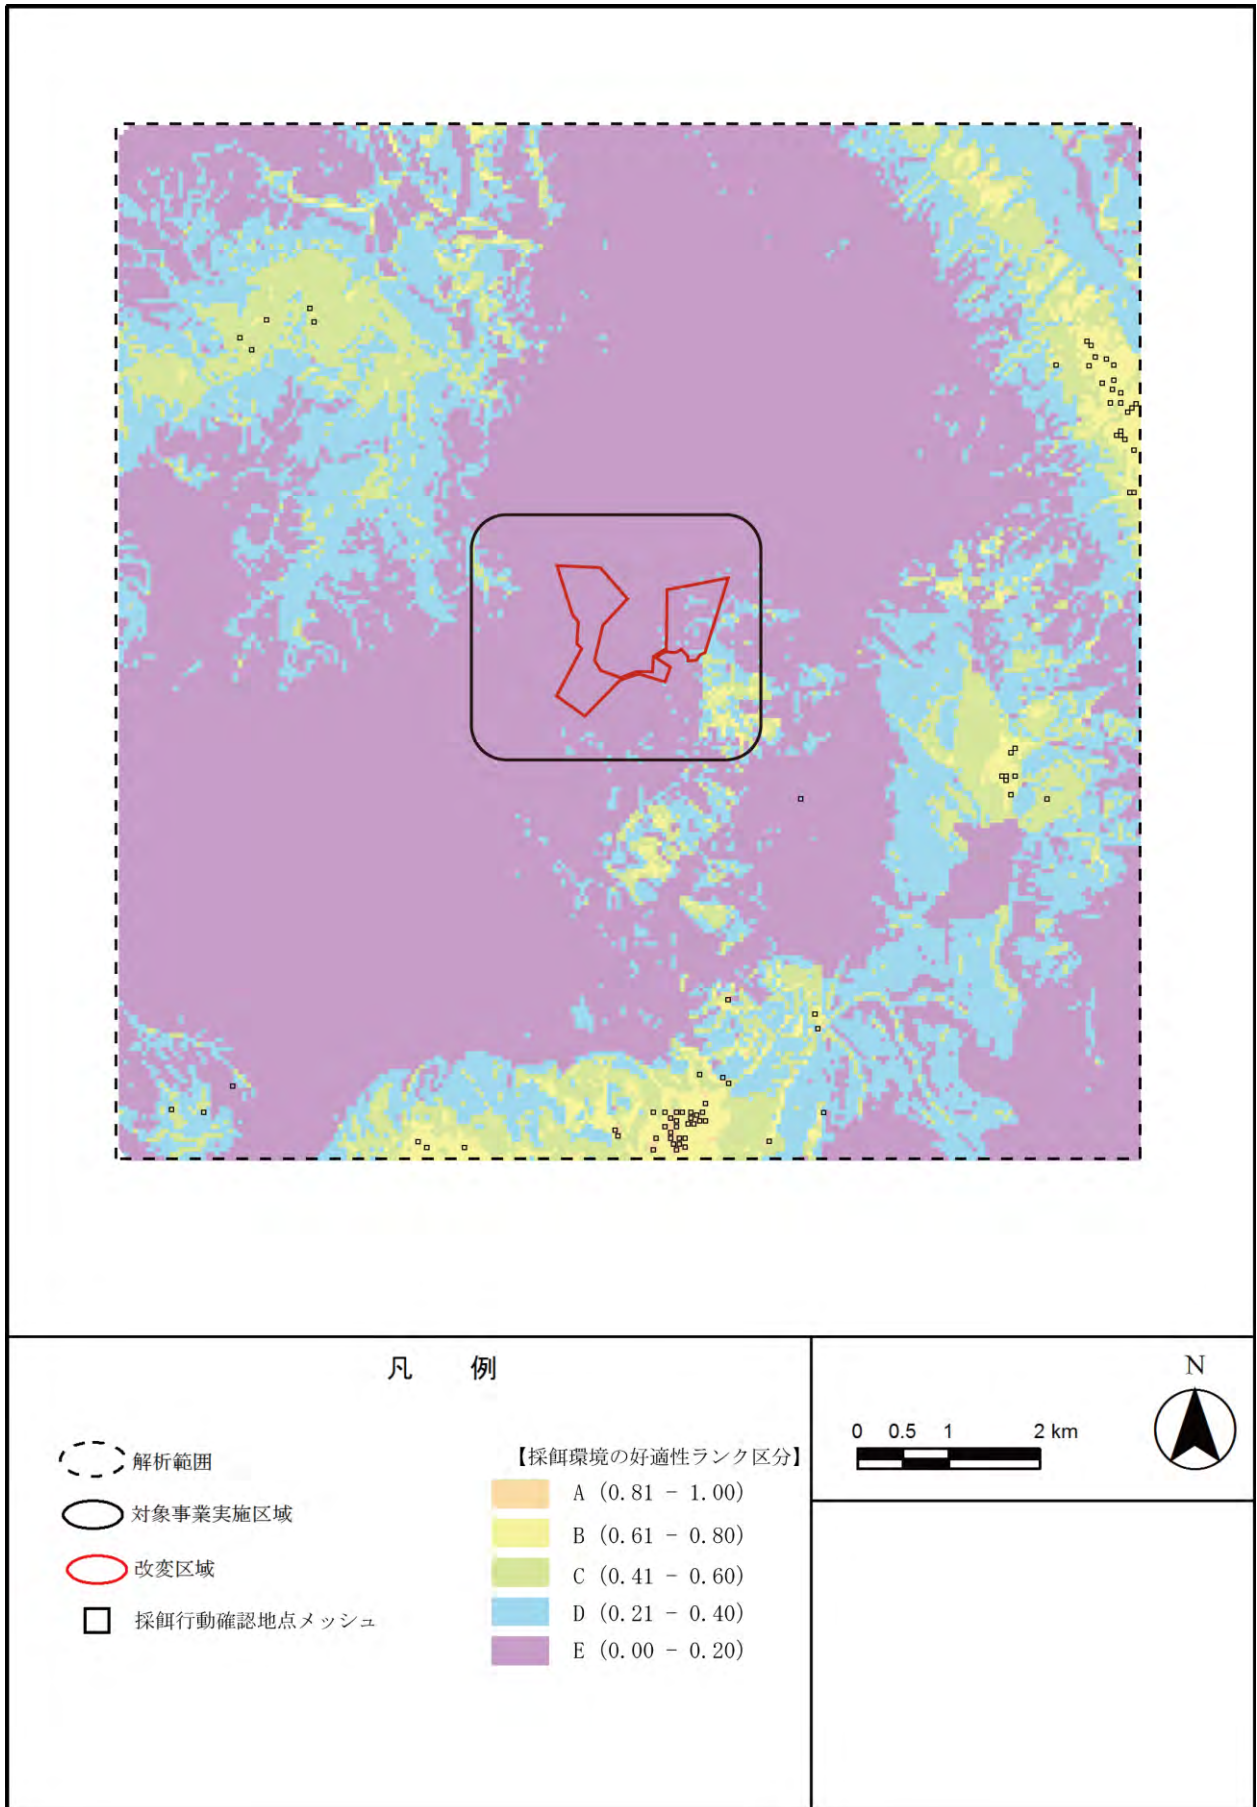 凡　例
解析範囲
対象事業実施区域
改変区域
採餌行動確認地点メッシュ
【採餌環境の好適性ランク区分】
A (0.81 - 1.00)
B (0.61 - 0.80)
C (0.41 - 0.60)
D (0.21 - 0.40)
E (0.00 - 0.20)
0 0.5 1 2 km
N